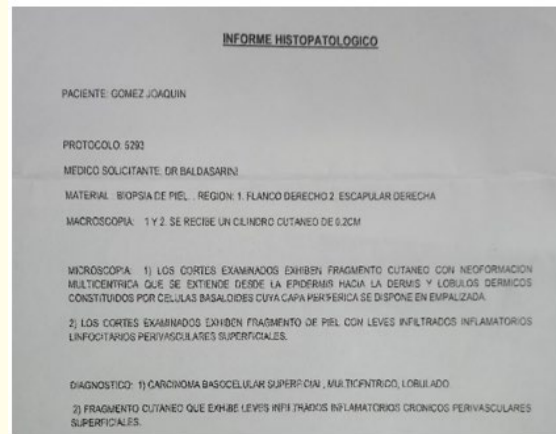 INFORME HISTOPATOLOGICO
PACIENTE: GOMEZ JOAQUIN
PROTOCOLO: 5293
MEDICO SOLICITANTE: DR BALDASARINI
MATERIAL: BIOPSIA DE PIEL.. REGION: 1. FLANCO DERECHO 2. ESCAPULAR DERECHA
MACROSCOPIA: 1 Y 2. SE RECIBE UN CILINDRO CUTANEO DE 0.2CM
MICROSCOPIA: 1) LOS CORTES EXAMINADOS EXHIBEN FRAGMENTO CUTANEO CON NEOFORMACION
MULTICENTRICA QUE SE EXTIENDE DESDE LA EPIDERMIS HACIA LA DERMIS Y LOBULOS DERMICOS
CONSTITUIDOS POR CELULAS BASALOIDES CUYA CAPA PERIFERICA SE DISPONE EN EMPALIZADA.
2) LOS CORTES EXAMINADOS EXHIBEN FRAGMENTO DE PIEL CON LEVES INFILTRADOS INFLAMATORIOS
LINFOCITARIOS PERIVASCULARES SUPERFICIALES.
DIAGNOSTICO: 1) CARCINOMA BASOCELULAR SUPERFICIAL, MULTICENTRICO, LOBULADO
2) FRAGMENTO CUTANEO QUE EXHIBE LEVES INFILTRADOS INFLAMATORIOS CRONICOS PERIVASCULARES
SUPERFICIALES.